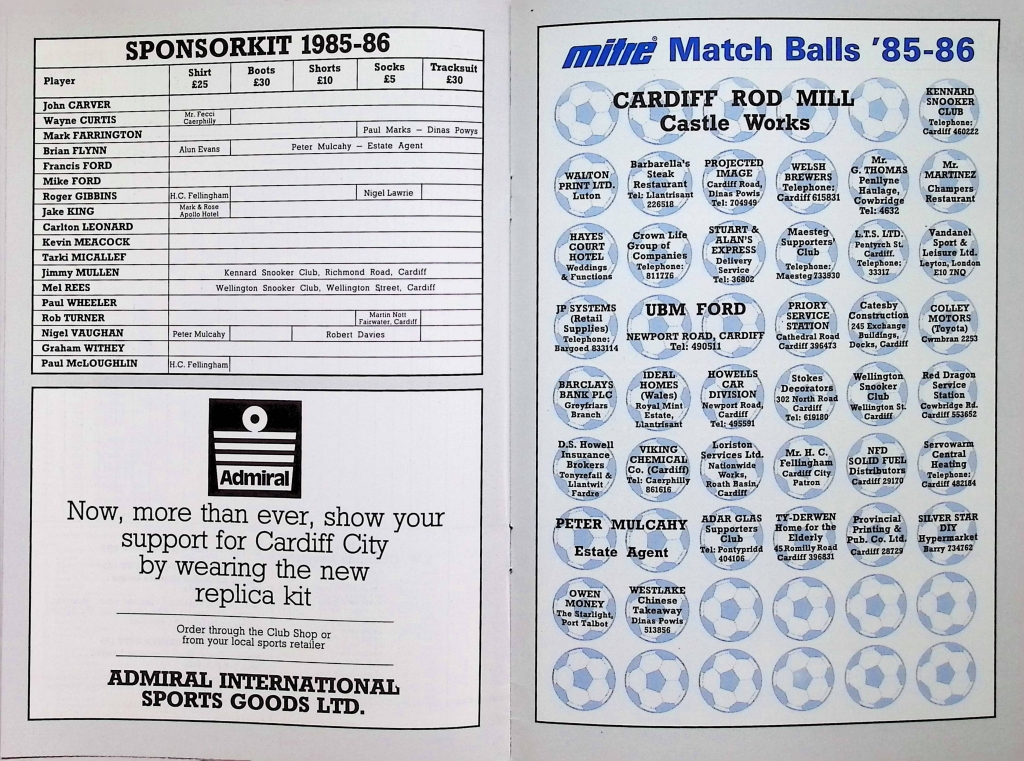 SPONSORKIT 1985-86
Player Shirt £25 Boots £30 Shorts £10 Socks £5 Tracksuit £30
John CARVER
Wayne CURTIS Mr. Fecci Caerphilly
Mark FARRINGTON Paul Marks – Dinas Powys
Brian FLYNN Alun Evans Peter Mulcahy – Estate Agent
Francis FORD
Mike FORD
Roger GIBBINS H.C. Fellingham Nigel Lawrie
Jake KING Mark & Rose Apollo Hotel
Carlton LEONARD
Kevin MEACOCK
Tarki MICALLEF
Jimmy MULLEN Kennard Snooker Club, Richmond Road, Cardiff
Mel REES Wellington Snooker Club, Wellington Street, Cardiff
Paul WHEELER
Rob TURNER Martin Nott Fairwater, Cardiff
Nigel VAUGHAN Peter Mulcahy Robert Davies
Graham WITHEY
Paul McLOUGHLIN H.C. Fellingham
Admiral
Now, more than ever, show your
support for Cardiff City
by wearing the new
replica kit
Order through the Club Shop or
from your local sports retailer
ADMIRAL INTERNATIONAL
SPORTS GOODS LTD.
mitre Match Balls '85-86
CARDIFF ROD MILL
Castle Works
KENNARD
SNOOKER
CLUB
Telephone:
Cardiff 460222
WALTON
PRINT LTD.
Luton
Barbarella's
Steak
Restaurant
Tel: Llantrisant
226518
PROJECTED
IMAGE
Cardiff Road,
Dinas Powis
Tel: 704949
WELSH
BREWERS
Telephone:
Cardiff 615831
Mr.
G. THOMAS
Penllyne
Haulage,
Cowbridge
Tel: 4632
Mr.
MARTINEZ
Champers
Restaurant
HAYES
COURT
HOTEL
Weddings
& Functions
Crown Life
Group of
Companies
Telephone:
811776
STUART &
ALAN'S
EXPRESS
Delivery
Service
Tel: 36802
Maesteg
Supporters'
Club
Telephone:
Maesteg 733930
L.T.S. LTD.
Pentyrch St.
Cardiff.
Telephone:
33317
Vandanel
Sport &
Leisure Ltd.
Leyton, London
E10 7NQ
JP SYSTEMS
(Retail
Supplies)
Telephone:
Bargoed 833114
UBM FORD
NEWPORT ROAD, CARDIFF
Tel: 490511
PRIORY
SERVICE
STATION
Cathedral Road
Cardiff 396473
Catesby
Construction
245 Exchange
Buildings,
Docks, Cardiff
COLLEY
MOTORS
(Toyota)
Cwmbran 2253
BARCLAYS
BANK PLC
Greyfriars
Branch
IDEAL
HOMES
(Wales)
Royal Mint
Estate,
Llantrisant
HOWELLS
CAR
DIVISION
Newport Road,
Cardiff
Tel: 495591
Stokes
Decorators
302 North Road
Cardiff
Tel: 619180
Wellington
Snooker
Club
Wellington St.
Cardiff
Red Dragon
Service
Station
Cowbridge Rd.
Cardiff 553652
D.S. Howell
Insurance
Brokers
Tonyrefail &
Llantwit
Fardre
VIKING
CHEMICAL
Co. (Cardiff)
Tel: Caerphilly
861616
Loriston
Services Ltd.
Nationwide
Works,
Roath Basin,
Cardiff
Mr. H. C.
Fellingham
Cardiff City
Patron
NFD
SOLID FUEL
Distributors
Cardiff 29170
Servowarm
Central
Heating
Telephone:
Cardiff 482184
PETER MULCAHY
Estate Agent
ADAR GLAS
Supporters
Club
Tel: Pontypridd
404106
TY-DERWEN
Home for the
Elderly
45 Romilly Road
Cardiff 396831
Provincial
Printing &
Pub. Co. Ltd.
Cardiff 28729
SILVER STAR
DIY
Hypermarket
Barry 734762
OWEN
MONEY
The Starlight,
Port Talbot
WESTLAKE
Chinese
Takeaway
Dinas Powis
513856